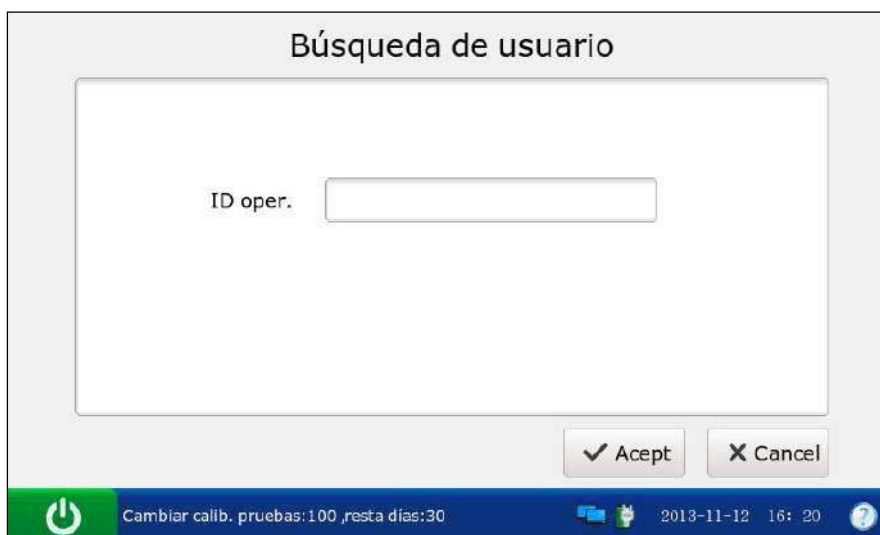 Búsqueda de usuario
ID oper.
✓ Acept
X Cancel
Cambiar calib. pruebas:100 ,resta días:30
2013-11-12 16: 20
?